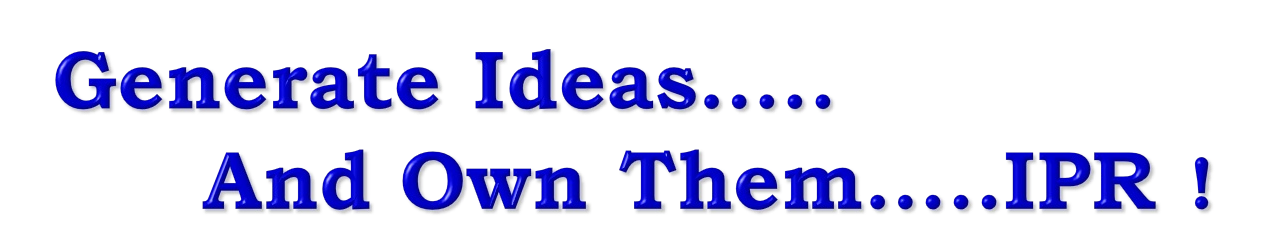 Generate Ideas.....
And Own Them.....IPR !